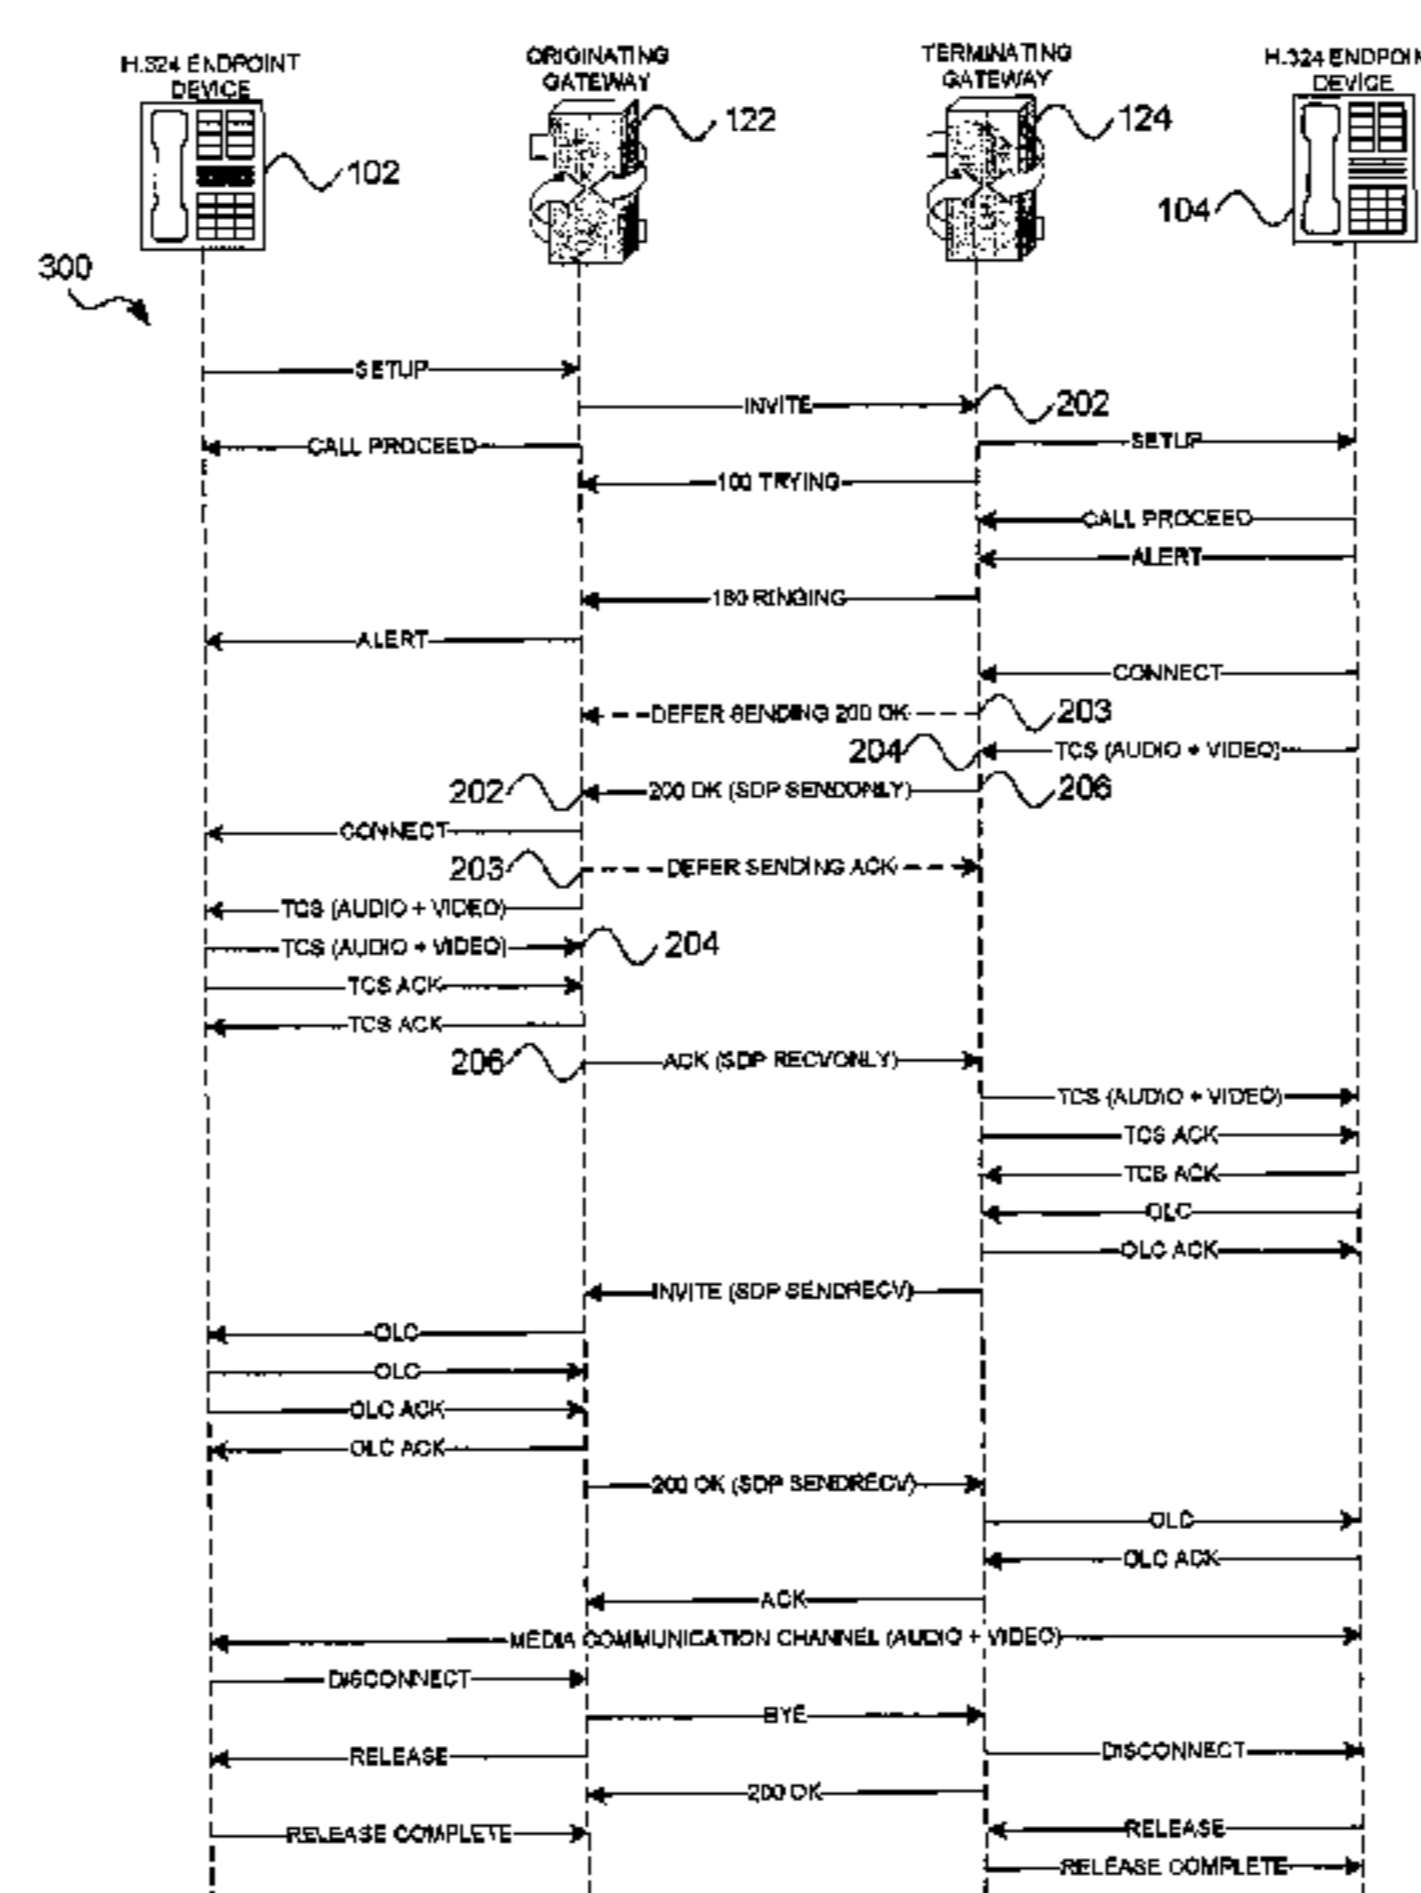 H.324 ENDPOINT
DEVICE
ORIGINATING
GATEWAY
TERMINATING
GATEWAY
H.324 ENDPOIN
DEVICE
122
124
102
104
300
SETUP
INVITE
202
CALL PROCEED
SETUP
100 TRYING
CALL PROCEED
ALERT
180 RINGING
ALERT
CONNECT
DEFER SENDING 200 OK
203
204
TCS (AUDIO + VIDEO)
202
200 OK (SDP SENDONLY)
206
CONNECT
203
DEFER SENDING ACK
TCS (AUDIO + VIDEO)
TCS (AUDIO + VIDEO)
204
TCS ACK
TCS ACK
206
ACK (SDP RECVONLY)
TCS (AUDIO + VIDEO)
TCS ACK
TCS ACK
OLC
OLC ACK
INVITE (SDP SENDRECV)
OLC
OLC
OLC ACK
OLC ACK
200 OK (SDP SENDRECV)
OLC
OLC ACK
ACK
MEDIA COMMUNICATION CHANNEL (AUDIO + VIDEO)
DISCONNECT
BYE
RELEASE
DISCONNECT
200 OK
RELEASE COMPLETE
RELEASE
RELEASE COMPLETE